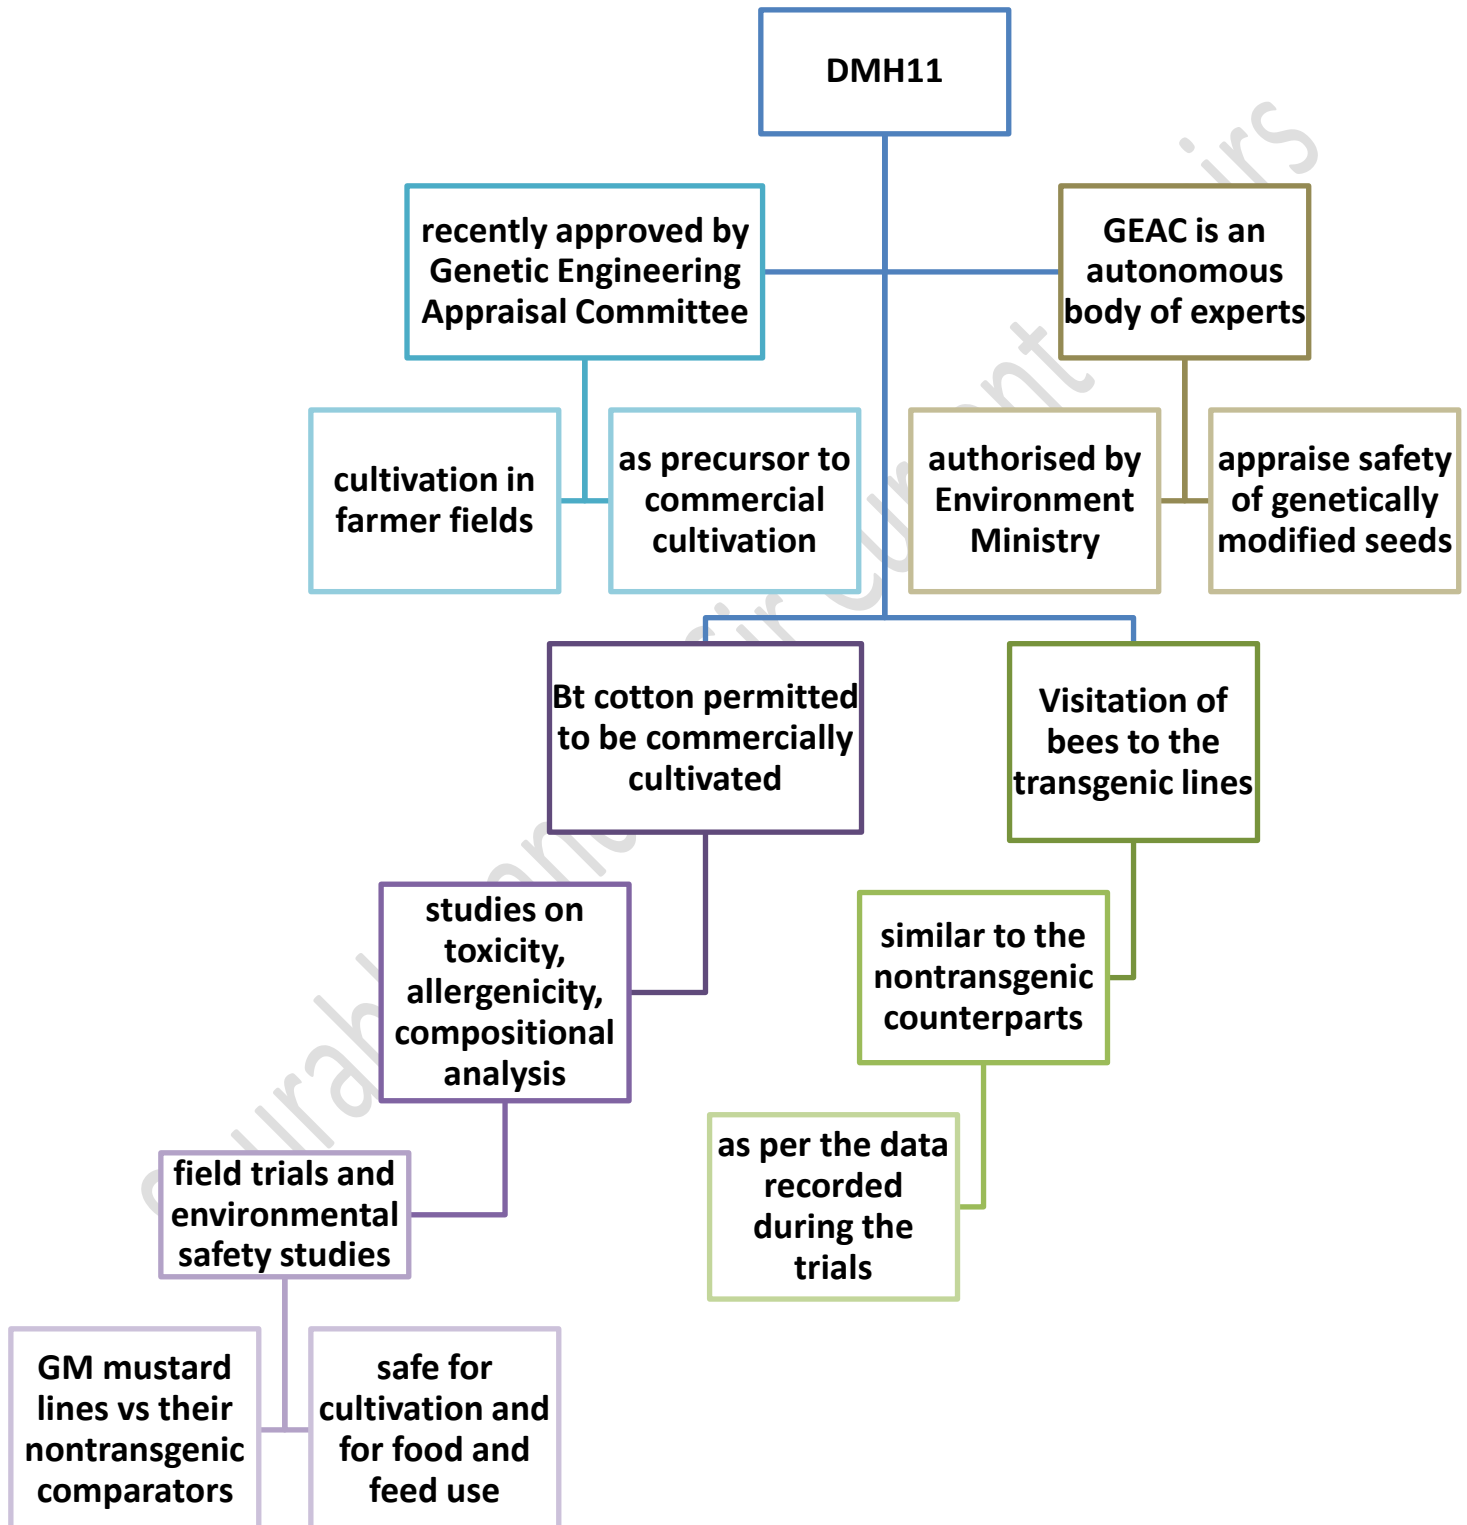 DMH11
recently approved by
Genetic Engineering
Appraisal Committee
GEAC is an
autonomous
body of experts
cultivation in
farmer fields
as precursor to
commercial
cultivation
authorised by
Environment
Ministry
appraise safety
of genetically
modified seeds
Bt cotton permitted
to be commercially
cultivated
Visitation of
bees to the
transgenic lines
studies on
toxicity,
allergenicity,
compositional
analysis
similar to the
nontransgenic
counterparts
field trials and
environmental
safety studies
as per the data
recorded
during the
trials
GM mustard
lines vs their
nontransgenic
comparators
safe for
cultivation and
for food and
feed use